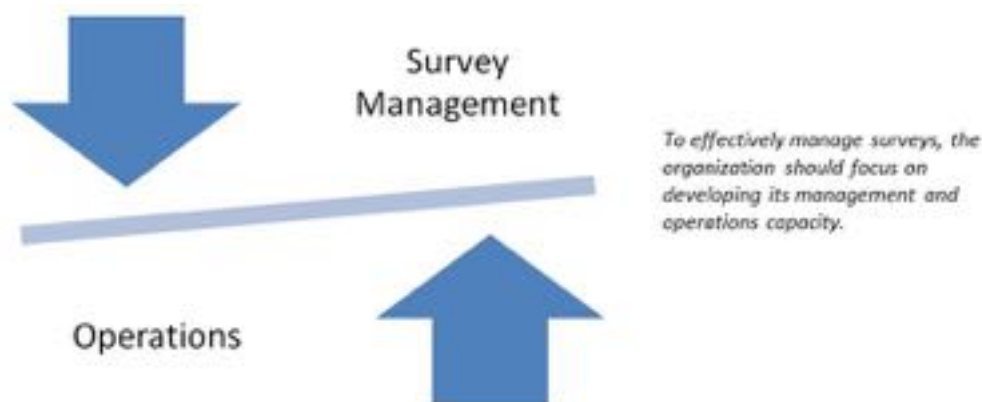 Survey
Management
To effectively manage surveys, the
organization should focus on
developing its management and
operations capacity.
Operations